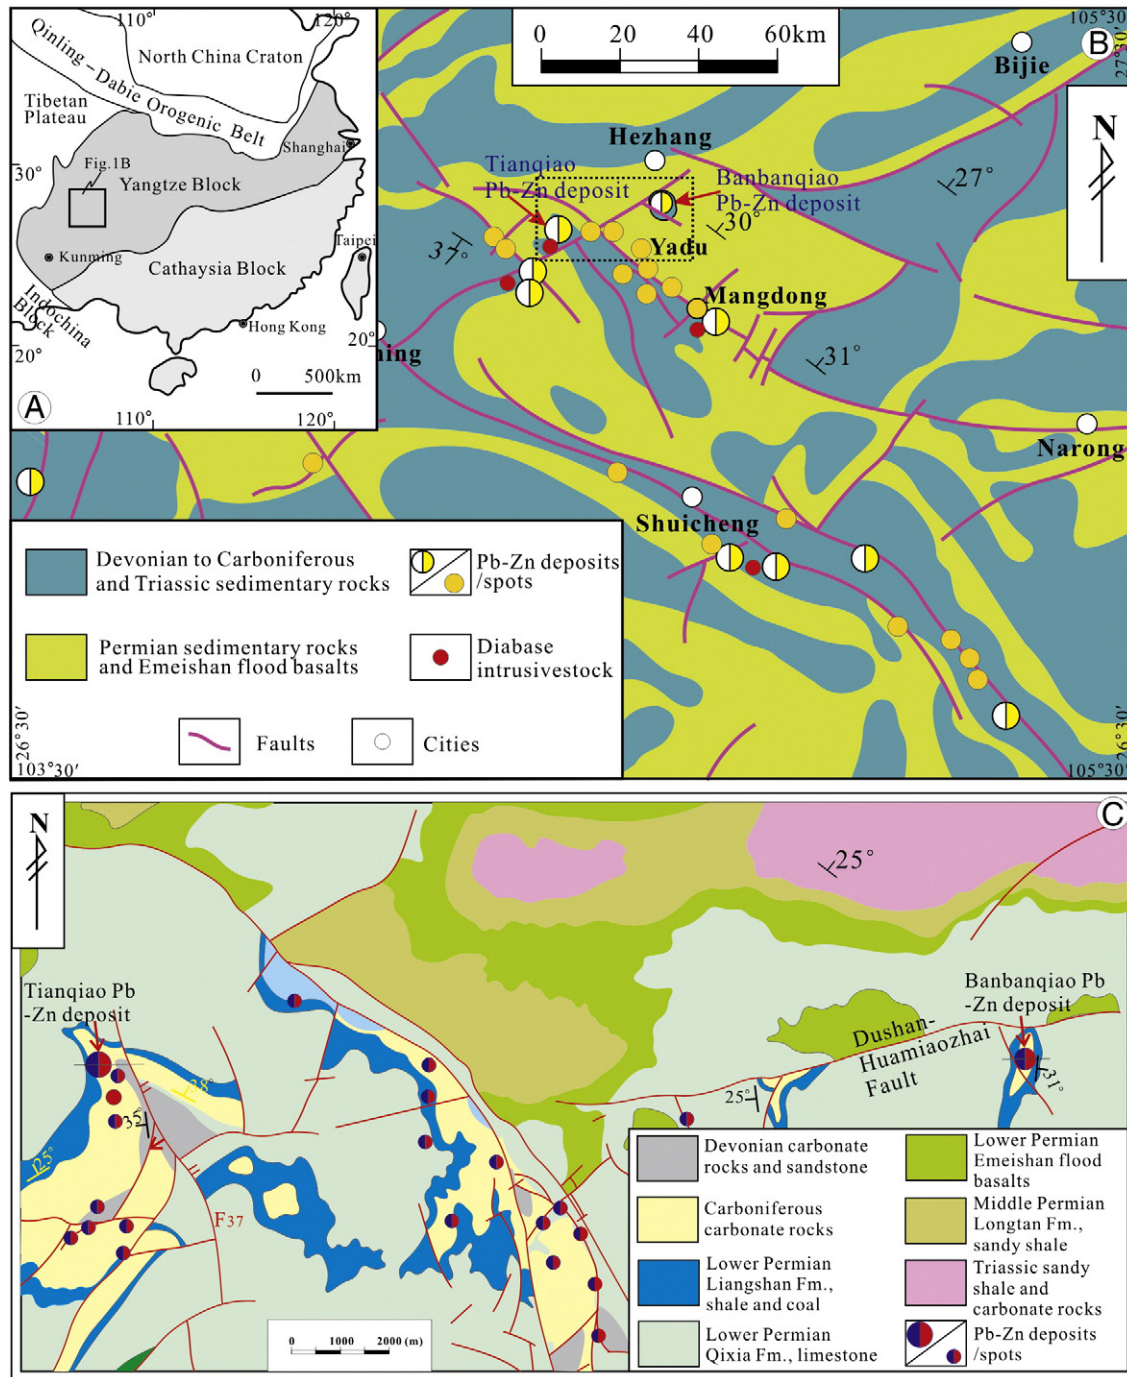 110°
120°
Qinling-Dabie Orogenic Belt
North China Craton
Tibetan
Plateau
Shanghai
30°
Fig.1B
Yangtze Block
Kunming
Taipei
Cathaysia Block
Indochina
Block
Hong Kong
20°
20°
0 500km
A
110°
120°
0 20 40 60km
105°30'
B
27°30'
Bijie
N
Hezhang
Tianqiao
Pb-Zn deposit
Banbanqiao
Pb-Zn deposit
27°
30°
37°
Yadu
Mangdong
31°
ning
Narong
Shuicheng
Devonian to Carboniferous
and Triassic sedimentary rocks
Pb-Zn deposits
/spots
Permian sedimentary rocks
and Emeishan flood basalts
Diabase
intrusivestock
Faults
Cities
26°30'
103°30'
26°30'
105°30'
N
C
25°
Tianqiao Pb
-Zn deposit
Banbanqiao Pb
-Zn deposit
Dushan-
Huamiaozhai
Fault
38°
35°
25°
25°
31°
F37
0 1000 2000 (m)
Devonian carbonate
rocks and sandstone
Carboniferous
carbonate rocks
Lower Permian
Liangshan Fm.,
shale and coal
Lower Permian
Qixia Fm., limestone
Lower Permian
Emeishan flood
basalts
Middle Permian
Longtan Fm.,
sandy shale
Triassic sandy
shale and
carbonate rocks
Pb-Zn deposits
/spots